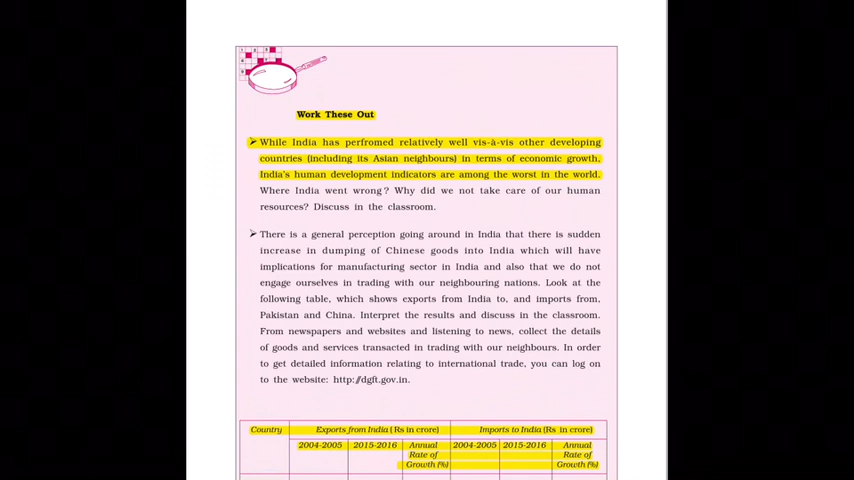 Work These Out
➢ While India has perfromed relatively well vis-à-vis other developing
countries (including its Asian neighbours) in terms of economic growth,
India's human development indicators are among the worst in the world.
Where India went wrong? Why did we not take care of our human
resources? Discuss in the classroom.
➢ There is a general perception going around in India that there is sudden
increase in dumping of Chinese goods into India which will have
implications for manufacturing sector in India and also that we do not
engage ourselves in trading with our neighbouring nations. Look at the
following table, which shows exports from India to, and imports from,
Pakistan and China. Interpret the results and discuss in the classroom.
From newspapers and websites and listening to news, collect the details
of goods and services transacted in trading with our neighbours. In order
to get detailed information relating to international trade, you can log on
to the website: http://dgft.gov.in.
Country Exports from India (Rs in crore) Imports to India (Rs in crore)
2004-2005 2015-2016 Annual 2004-2005 2015-2016 Annual
Rate of Rate of
Growth (%) Growth (%)